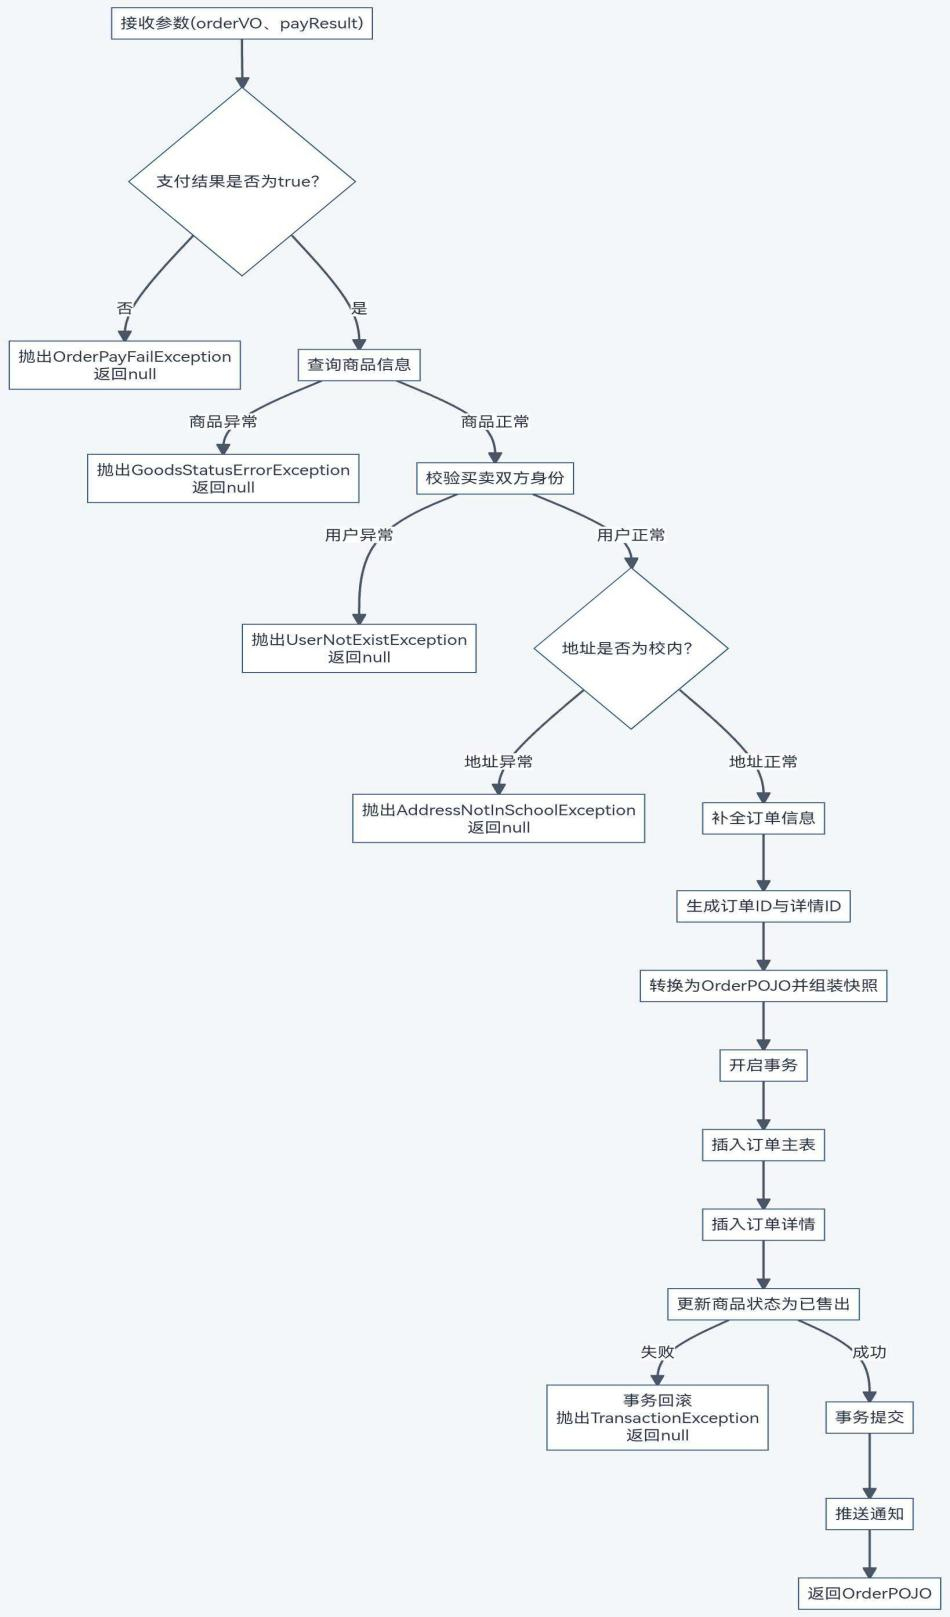 接收参数(orderVO、payResult)
支付结果是否为true?
否
是
抛出OrderPayFailException
返回null
查询商品信息
商品异常
商品正常
抛出GoodsStatusErrorException
返回null
校验买卖双方身份
用户异常
用户正常
抛出UserNotExistException
返回null
地址是否为校内?
地址异常
地址正常
抛出AddressNotInSchoolException
返回null
补全订单信息
生成订单ID与详情ID
转换为OrderPOJO并组装快照
开启事务
插入订单主表
插入订单详情
更新商品状态为已售出
失败
成功
事务回滚
抛出TransactionException
返回null
事务提交
推送通知
返回OrderPOJO